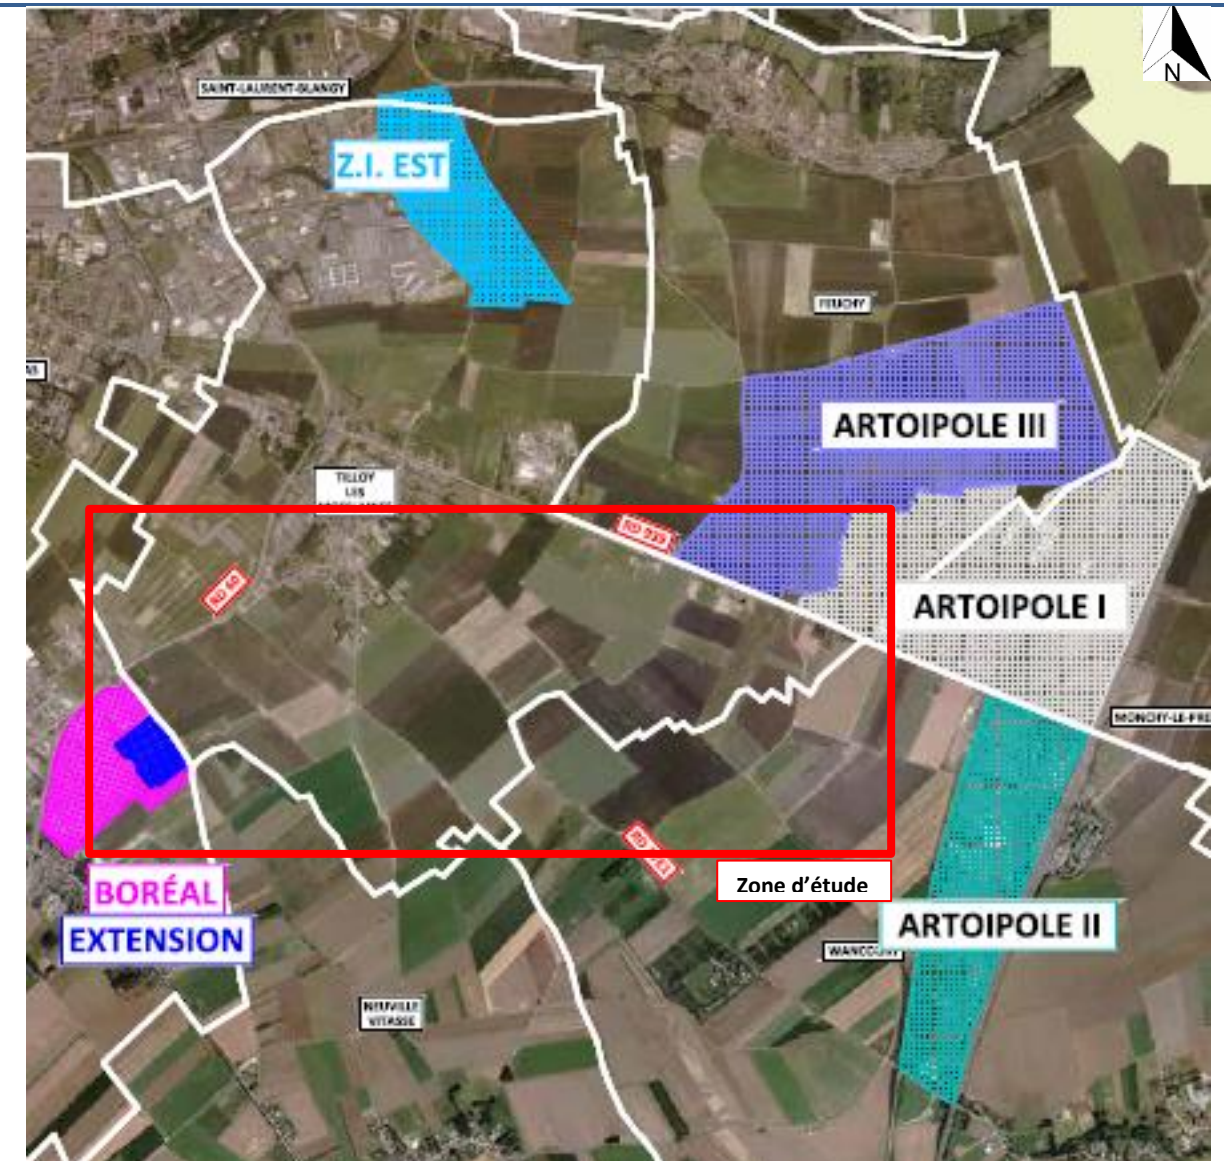 N
SAINT-LAURENT-BLANGY
Z.I. EST
FEUCHY
ARTOIPOLE III
TILLOY
LES
RD 939
RD 60
ARTOIPOLE I
MONCHY-LE-PRE
BORÉAL
EXTENSION
Zone d'étude
ARTOIPOLE II
WANCOURT
NEUVILLE
VITASSE